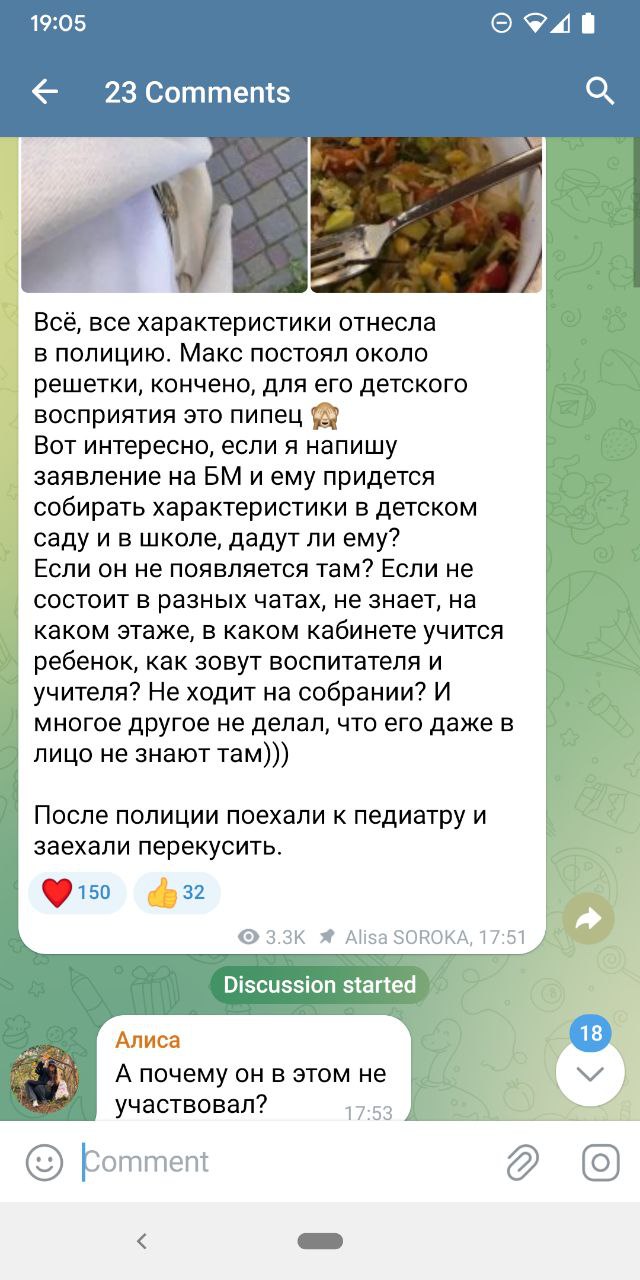 19:05
23 Comments
Всё, все характеристики отнесла
в полицию. Макс постоял около
решетки, кончено, для его детского
восприятия это пипец 🙈
Вот интересно, если я напишу
заявление на БМ и ему придется
собирать характеристики в детском
саду и в школе, дадут ли ему?
Если он не появляется там? Если не
состоит в разных чатах, не знает, на
каком этаже, в каком кабинете учится
ребенок, как зовут воспитателя и
учителя? Не ходит на собрании? И
многое другое не делал, что его даже в
лицо не знают там)))
После полиции поехали к педиатру и
заехали перекусить.
❤️ 150 👍 32
3.3K Alisa SOROKA, 17:51
Discussion started
18
Алиса
А почему он в этом не
участвовал?
17:53
Comment